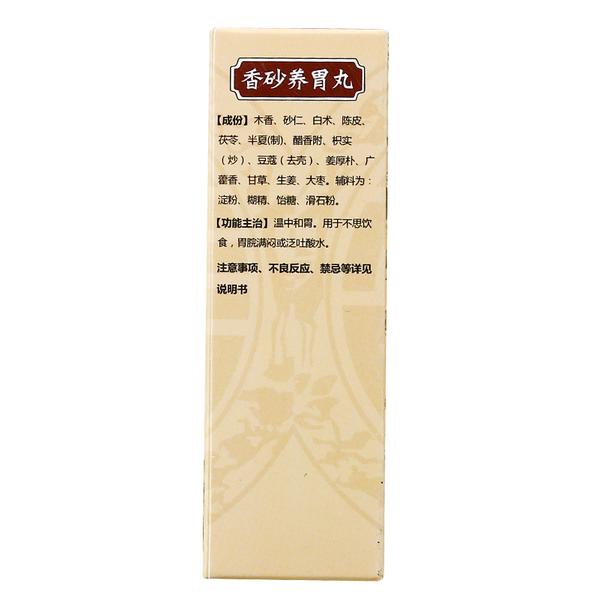 香砂养胃丸
【成份】木香、砂仁、白术、陈皮、
茯苓、半夏(制)、醋香附、枳实
（炒）、豆蔻（去壳）、姜厚朴、广
藿香、甘草、生姜、大枣。辅料为：
淀粉、糊精、饴糖、滑石粉。
【功能主治】温中和胃。用于不思饮
食，胃脘满闷或泛吐酸水。
注意事项、不良反应、禁忌等详见
说明书